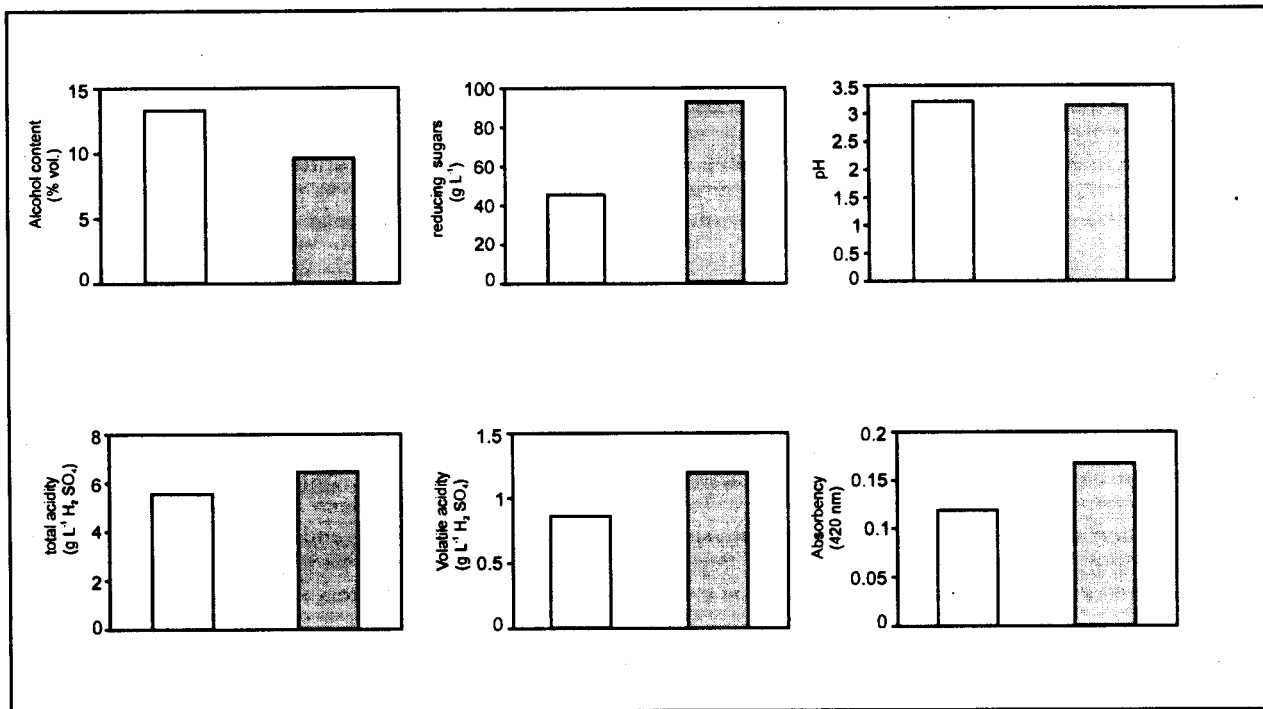 Alcohol content
(% vol.)
15
10
5
0
reducing sugars
(g L⁻¹)
100
80
60
40
20
0
pH
3.5
3
2.5
2
1.5
1
0.5
0
total acidity
(g L⁻¹ H₂ SO₄)
8
6
4
2
0
Volatile acidity
(g L⁻¹ H₂ SO₄)
1.5
1
0.5
0
Absorbency
(420 nm)
0.2
0.15
0.1
0.05
0